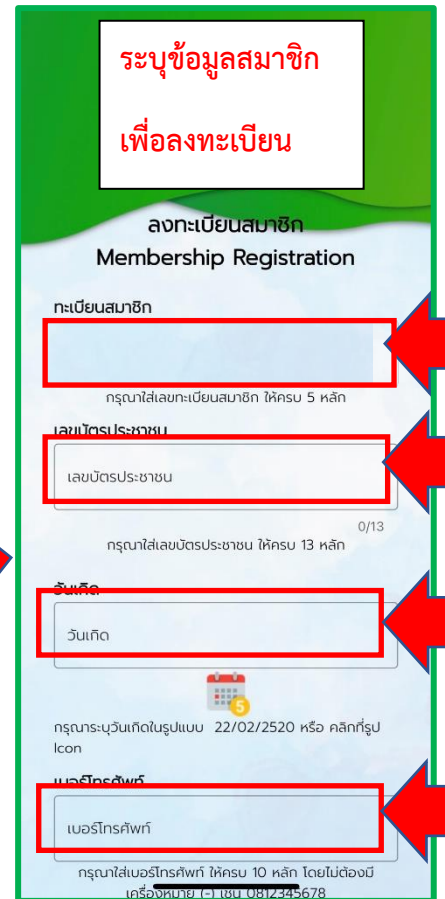 ระบุข้อมูลสมาชิก
เพื่อลงทะเบียน
ลงทะเบียนสมาชิก
Membership Registration
ทะเบียนสมาชิก
กรุณาใส่เลขทะเบียนสมาชิก ให้ครบ 5 หลัก
เลขบัตรประชาชน
เลขบัตรประชาชน
0/13
กรุณาใส่เลขบัตรประชาชน ให้ครบ 13 หลัก
วันเกิด
วันเกิด
5
กรุณาระบุวันเกิดในรูปแบบ 22/02/2520 หรือ คลิกที่รูป
Icon
เบอร์โทรศัพท์
เบอร์โทรศัพท์
กรุณาใส่เบอร์โทรศัพท์ ให้ครบ 10 หลัก โดยไม่ต้องมี
เครื่องหมาย (-) เช่น 0812345678